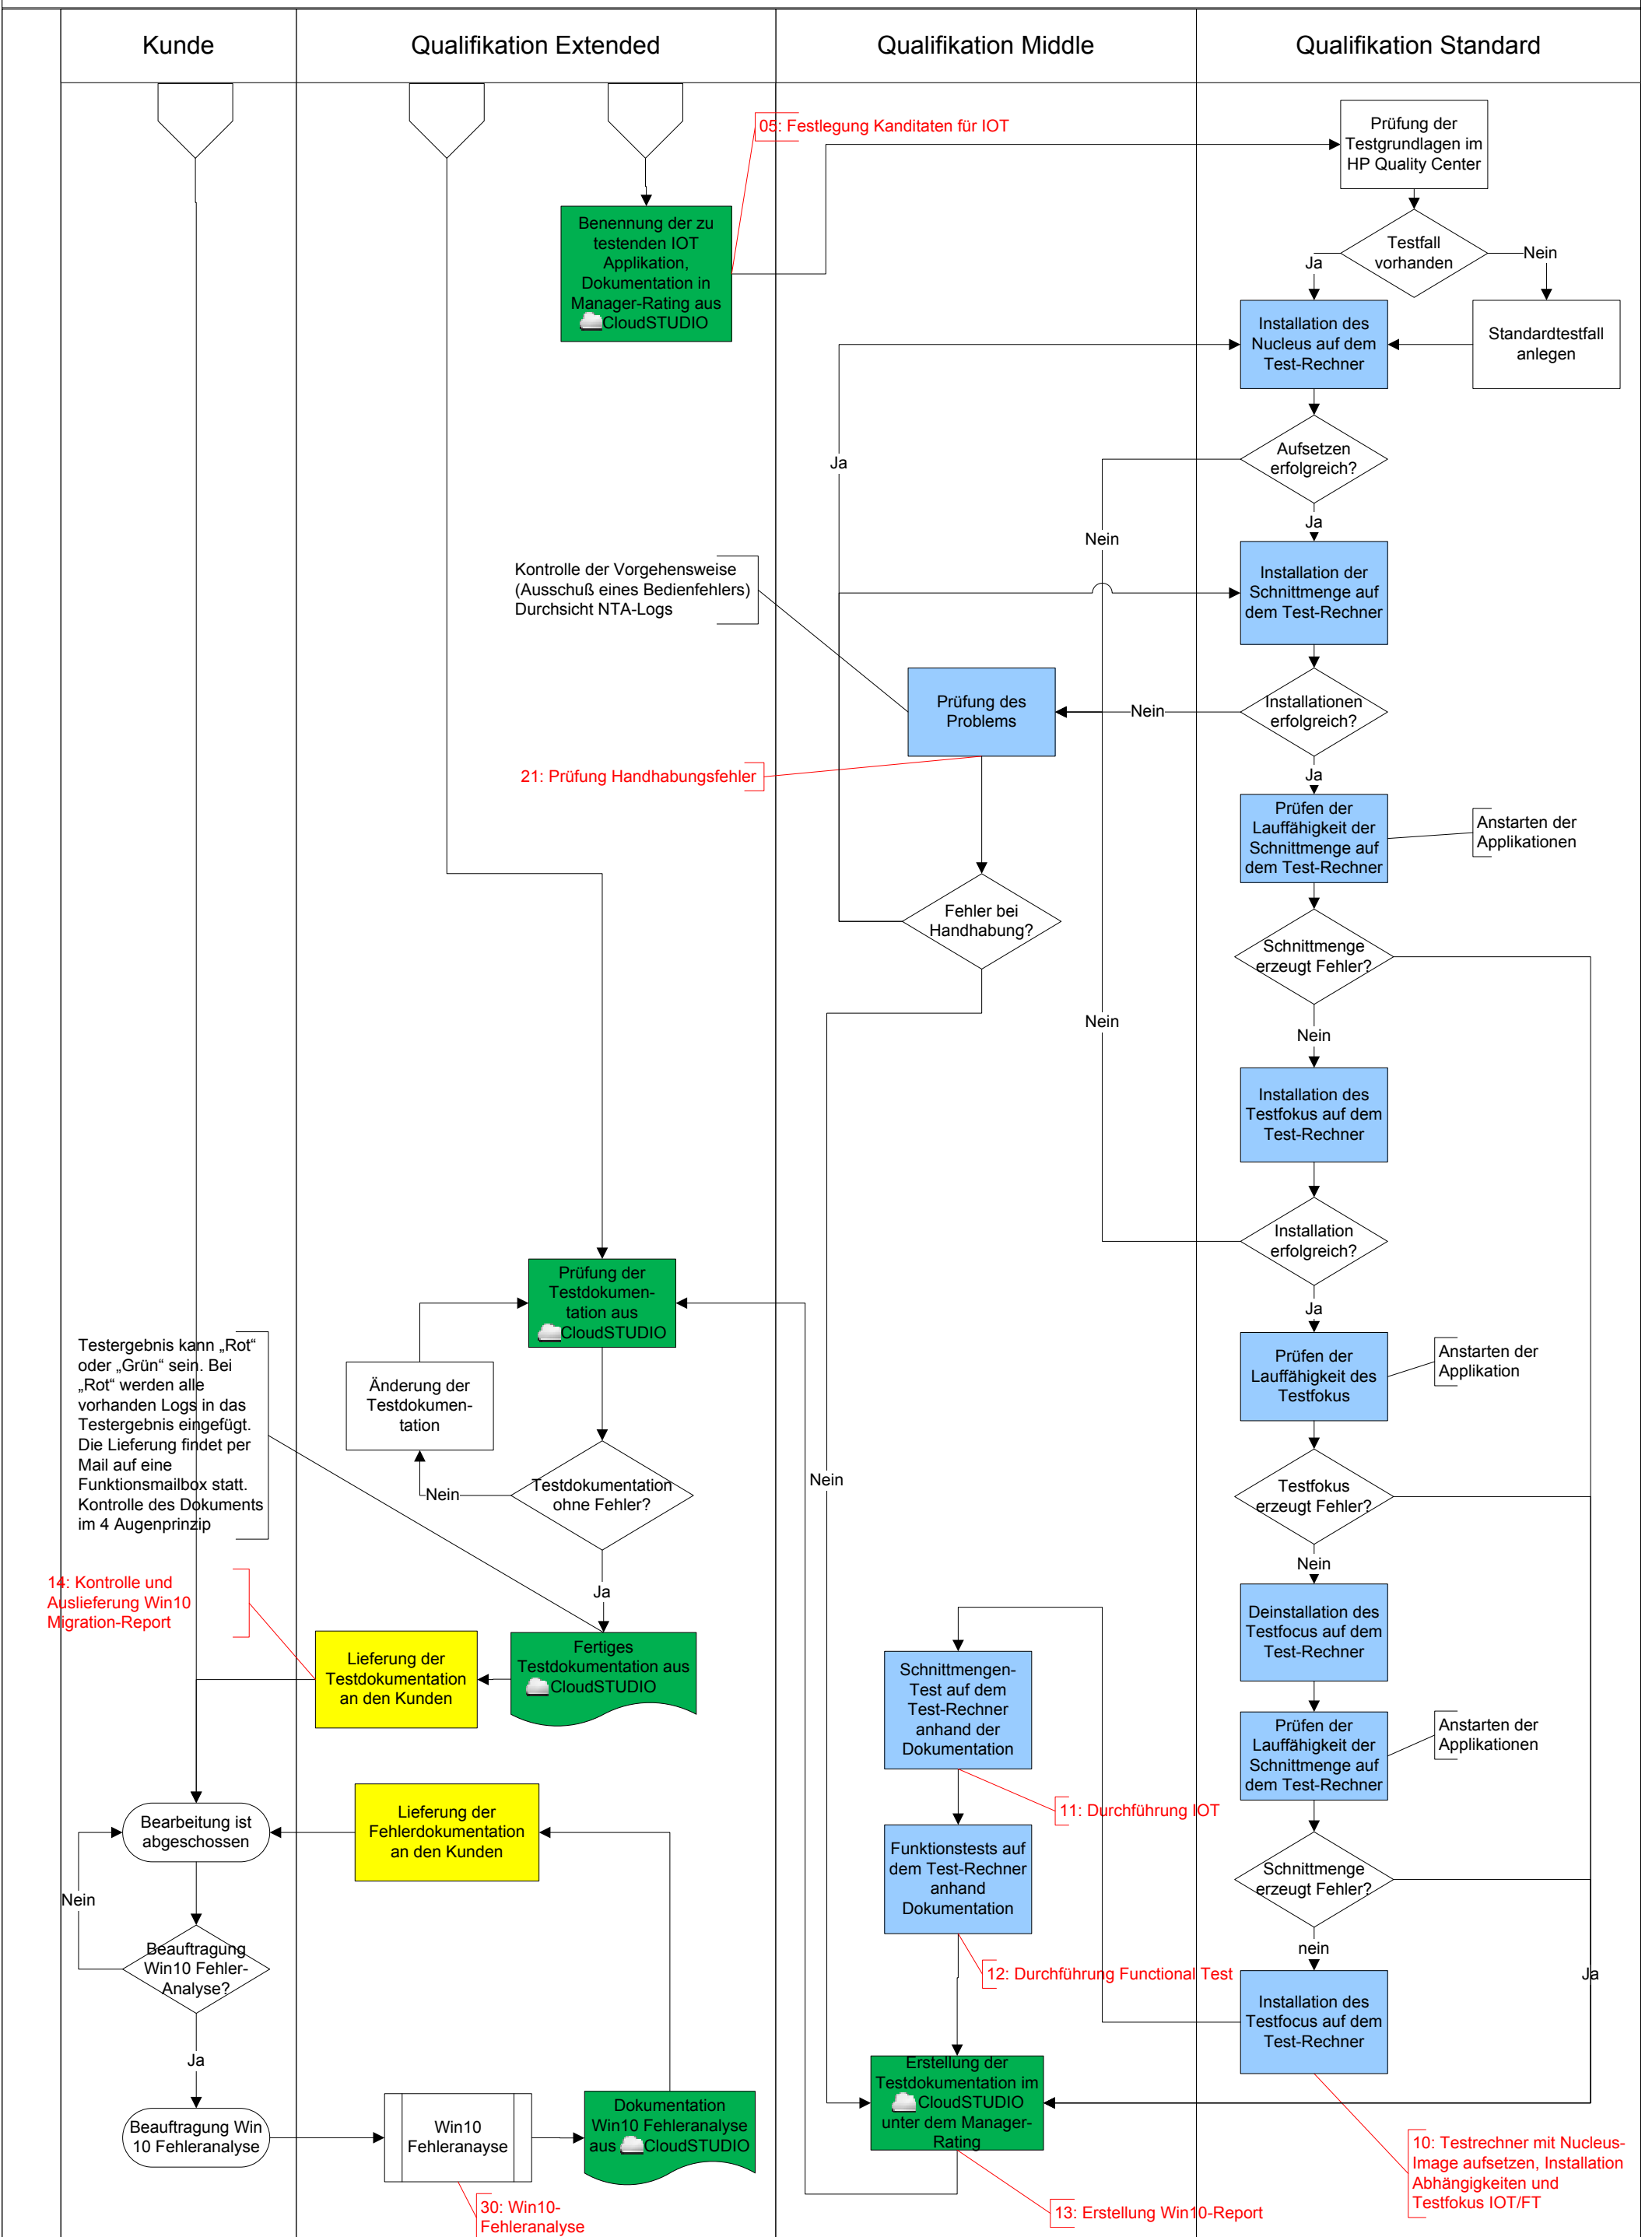 Kunde
Qualifikation Extended
Qualifikation Middle
Qualifikation Standard
05: Festlegung Kanditaten für IOT
Prüfung der
Testgrundlagen im
HP Quality Center
Benennung der zu
testenden IOT
Applikation,
Dokumentation in
Manager-Rating aus
CloudSTUDIO
Testfall
vorhanden
Ja
Nein
Installation des
Nucleus auf dem
Test-Rechner
Standardtestfall
anlegen
Aufsetzen
erfolgreich?
Ja
Ja
Nein
Kontrolle der Vorgehensweise
(Ausschuß eines Bedienfehlers)
Durchsicht NTA-Logs
Installation der
Schnittmenge auf
dem Test-Rechner
Prüfung des
Problems
Nein
Installationen
erfolgreich?
21: Prüfung Handhabungsfehler
Ja
Prüfen der
Lauffähigkeit der
Schnittmenge auf
dem Test-Rechner
Anstarten der
Applikationen
Fehler bei
Handhabung?
Schnittmenge
erzeugt Fehler?
Nein
Nein
Installation des
Testfokus auf dem
Test-Rechner
Installation
erfolgreich?
Prüfung der
Testdokumen-
tation aus
CloudSTUDIO
Ja
Testergebnis kann „Rot“
oder „Grün“ sein. Bei
„Rot“ werden alle
vorhanden Logs in das
Testergebnis eingefügt.
Die Lieferung findet per
Mail auf eine
Funktionsmailbox statt.
Kontrolle des Dokuments
im 4 Augenprinzip
Änderung der
Testdokumen-
tation
Prüfen der
Lauffähigkeit des
Testfokus
Anstarten der
Applikation
Nein
Testdokumentation
ohne Fehler?
Nein
Testfokus
erzeugt Fehler?
Nein
14: Kontrolle und
Auslieferung Win10
Migration-Report
Ja
Deinstallation des
Testfocus auf dem
Test-Rechner
Lieferung der
Testdokumentation
an den Kunden
Fertiges
Testdokumentation aus
CloudSTUDIO
Schnittmengen-
Test auf dem
Test-Rechner
anhand der
Dokumentation
Prüfen der
Lauffähigkeit der
Schnittmenge auf
dem Test-Rechner
Anstarten der
Applikationen
Bearbeitung ist
abgeschossen
Lieferung der
Fehlerdokumentation
an den Kunden
11: Durchführung IOT
Funktionstests auf
dem Test-Rechner
anhand
Dokumentation
Schnittmenge
erzeugt Fehler?
Nein
nein
Beauftragung
Win10 Fehler-
Analyse?
12: Durchführung Functional Test
Ja
Installation des
Testfocus auf dem
Test-Rechner
Ja
Erstellung der
Testdokumentation im
CloudSTUDIO
unter dem Manager-
Rating
Beauftragung Win
10 Fehleranalyse
Win10
Fehleranayse
Dokumentation
Win10 Fehleranalyse
aus CloudSTUDIO
10: Testrechner mit Nucleus-
Image aufsetzen, Installation
Abhängigkeiten und
Testfokus IOT/FT
30: Win10-
Fehleranalyse
13: Erstellung Win10-Report